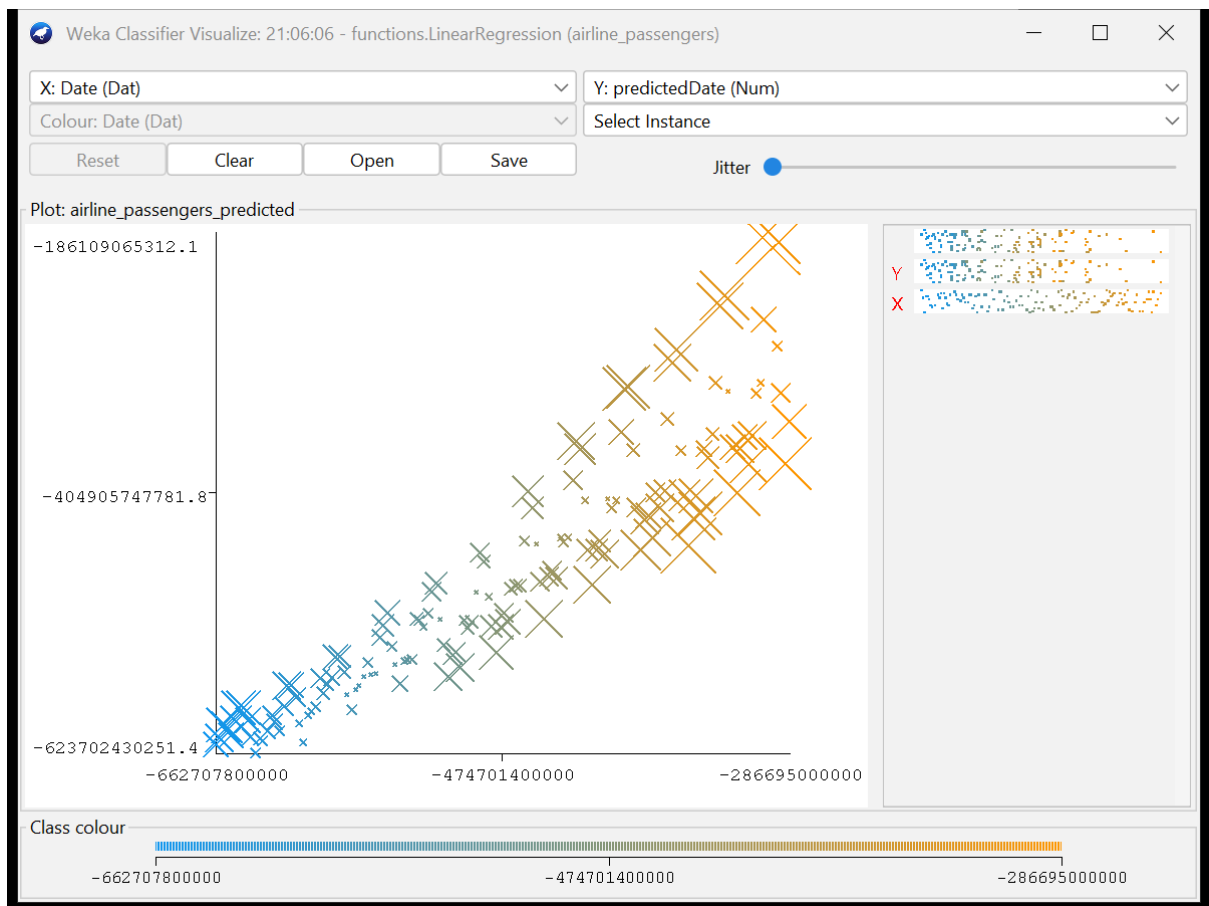 Weka Classifier Visualize: 21:06:06 - functions.LinearRegression (airline_passengers)
X: Date (Dat) Y: predictedDate (Num)
Colour: Date (Dat) Select Instance
Reset Clear Open Save Jitter
Plot: airline_passengers_predicted
-186109065312.1
Y
X
-404905747781.8
-623702430251.4
-662707800000 -474701400000 -286695000000
Class colour
-662707800000 -474701400000 -286695000000